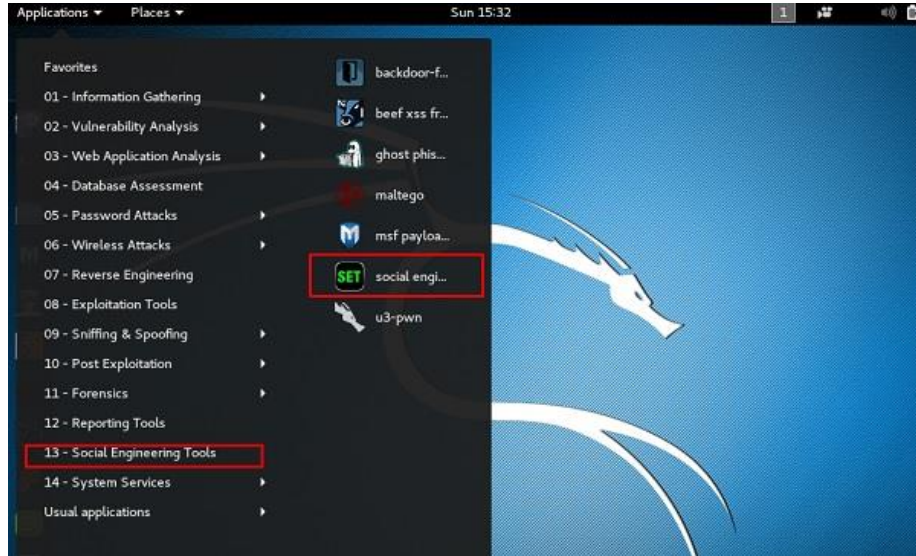 Applications Places Sun 15:32 1
Favorites
01 - Information Gathering
02 - Vulnerability Analysis
03 - Web Application Analysis
04 - Database Assessment
05 - Password Attacks
06 - Wireless Attacks
07 - Reverse Engineering
08 - Exploitation Tools
09 - Sniffing & Spoofing
10 - Post Exploitation
11 - Forensics
12 - Reporting Tools
13 - Social Engineering Tools
14 - System Services
Usual applications
backdoor-f...
beef xss fr...
ghost phis...
maltego
msf payloa...
SET social engi...
u3-pwn